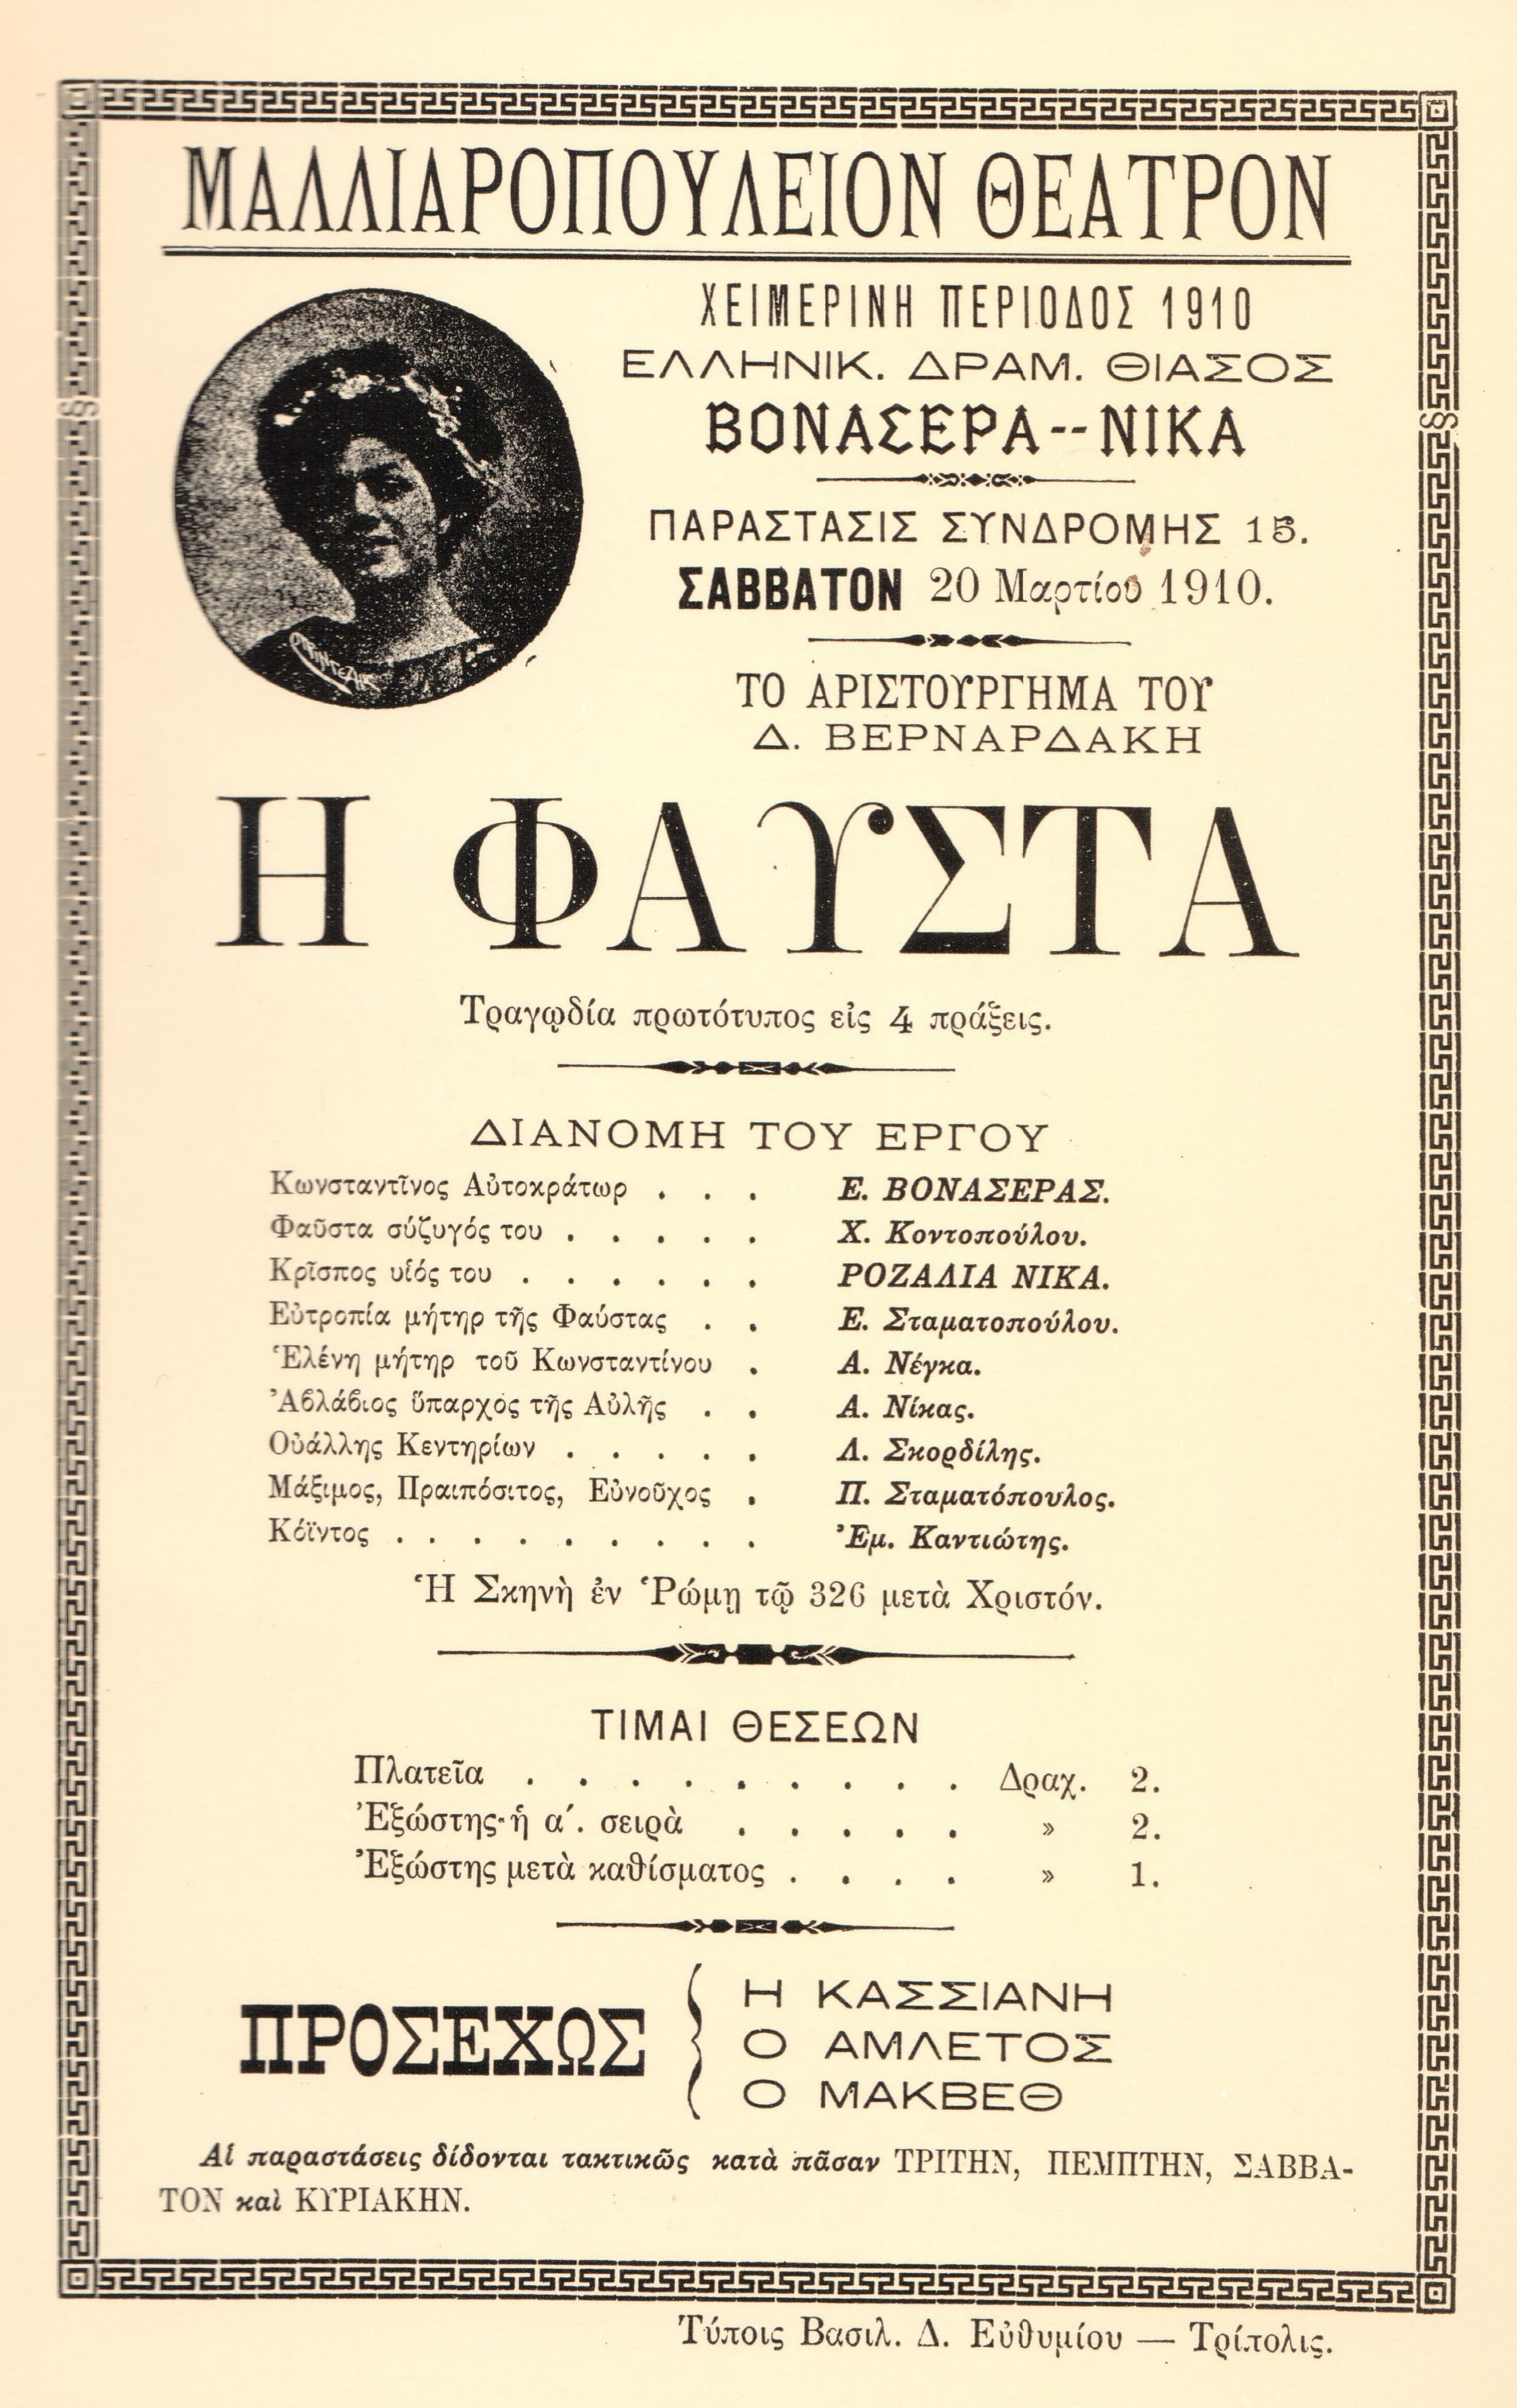 ΜΑΛΛΙΑΡΟΠΟΥΛΕΙΟΝ ΘΕΑΤΡΟΝ
ΧΕΙΜΕΡΙΝΗ ΠΕΡΙΟΔΟΣ 1910
ΕΛΛΗΝΙΚ. ΔΡΑΜ. ΘΙΑΣΟΣ
ΒΟΝΑΣΕΡΑ--ΝΙΚΑ
ΠΑΡΑΣΤΑΣΙΣ ΣΥΝΔΡΟΜΗΣ 15.
ΣΑΒΒΑΤΟΝ 20 Μαρτίου 1910.
ΤΟ ΑΡΙΣΤΟΥΡΓΗΜΑ ΤΟΥ
Δ. ΒΕΡΝΑΡΔΑΚΗ
Η ΦΑΥΣΤΑ
Τραγῳδία πρωτότυπος εἰς 4 πράξεις.
ΔΙΑΝΟΜΗ ΤΟΥ ΕΡΓΟΥ
Κωνσταντῖνος Αὐτοκράτωρ . . . Ε. ΒΟΝΑΣΕΡΑΣ.
Φαῦστα σύζυγός του . . . . . Χ. Κοντοπούλου.
Κρῖσπος υἱός του . . . . . . ΡΟΖΑΛΙΑ ΝΙΚΑ.
Εὐτροπία μήτηρ τῆς Φαύστας . . Ε. Σταματοπούλου.
Ἑλένη μήτηρ τοῦ Κωνσταντίνου . Α. Νέγκα.
Ἀβλάβιος ὕπαρχος τῆς Αὐλῆς . . Α. Νίκας.
Οὐάλλης Κεντηρίων . . . . . Λ. Σκορδίλης.
Μάξιμος, Πραιπόσιτος, Εὐνοῦχος . Π. Σταματόπουλος.
Κόϊντος . . . . . . . . . Ἐμ. Καντιώτης.
Ἡ Σκηνὴ ἐν Ῥώμῃ τῷ 326 μετὰ Χριστόν.
ΤΙΜΑΙ ΘΕΣΕΩΝ
Πλατεῖα . . . . . . . . . Δραχ. 2.
Ἐξώστης·ἡ α΄. σειρὰ . . . . . » 2.
Ἐξώστης μετὰ καθίσματος . . . . » 1.
ΠΡΟΣΕΧΩΣ
Η ΚΑΣΣΙΑΝΗ
Ο ΑΜΛΕΤΟΣ
Ο ΜΑΚΒΕΘ
Αἱ παραστάσεις δίδονται τακτικῶς κατὰ πᾶσαν ΤΡΙΤΗΝ, ΠΕΜΠΤΗΝ, ΣΑΒΒΑ-
ΤΟΝ καὶ ΚΥΡΙΑΚΗΝ.
Τύποις Βασιλ. Δ. Εὐθυμίου — Τρίπολις.